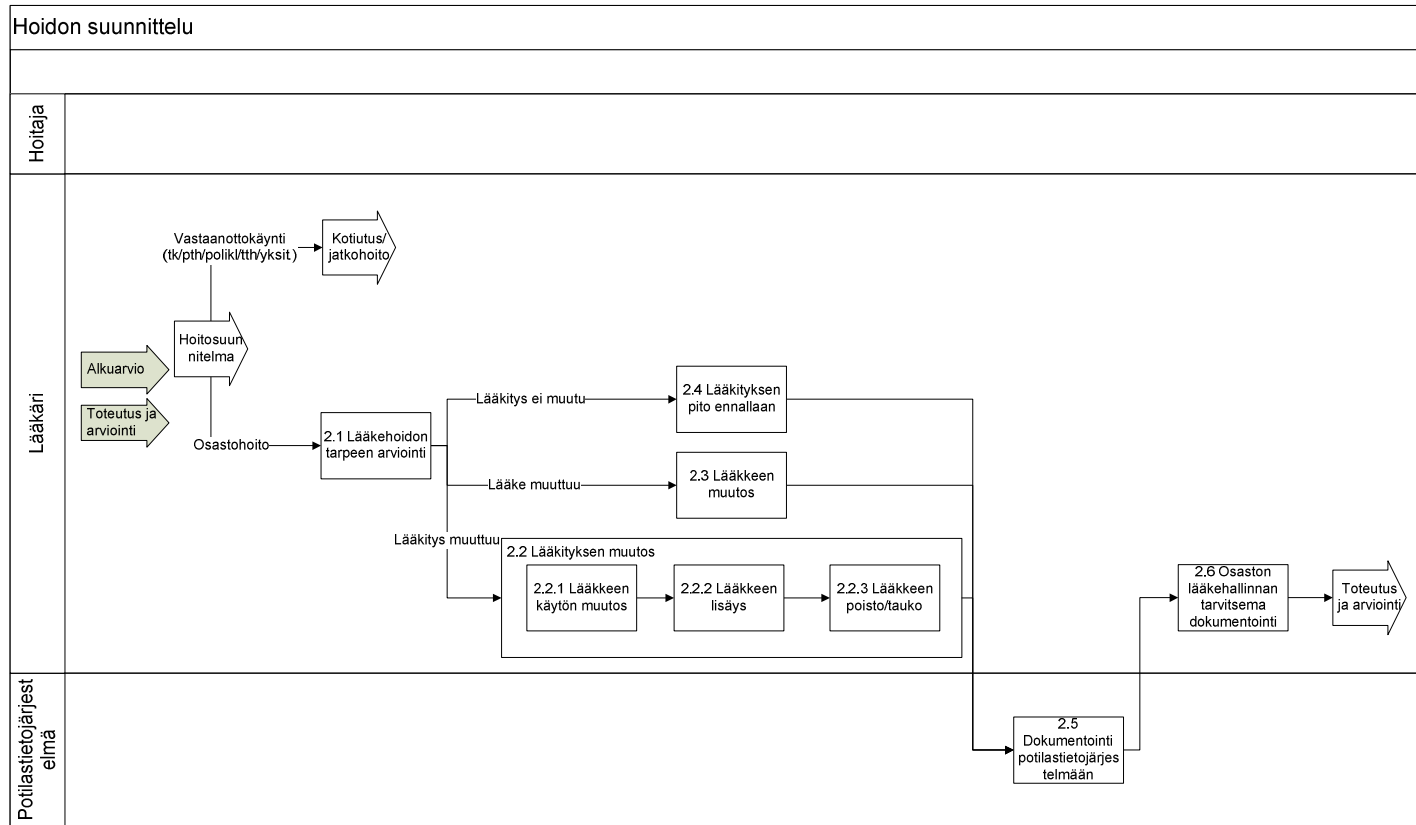 Hoidon suunnittelu
Hoitaja
Lääkäri
Potilastietojärjest
elmä
Vastaanottokäynti
(tk/pth/polikl/tth/yksit.)
Kotiutus/
jatkohoito
Hoitosuun
nitelma
Alkuarvio
Toteutus ja
arviointi
Osastohoito
2.1 Lääkehoidon
tarpeen arviointi
Lääkitys ei muutu
2.4 Lääkityksen
pito ennallaan
Lääke muuttuu
2.3 Lääkkeen
muutos
Lääkitys muuttuu
2.2 Lääkityksen muutos
2.2.1 Lääkkeen
käytön muutos
2.2.2 Lääkkeen
lisäys
2.2.3 Lääkkeen
poisto/tauko
2.5
Dokumentointi
potilastietojärjes
telmään
2.6 Osaston
lääkehallinnan
tarvitsema
dokumentointi
Toteutus
ja arviointi